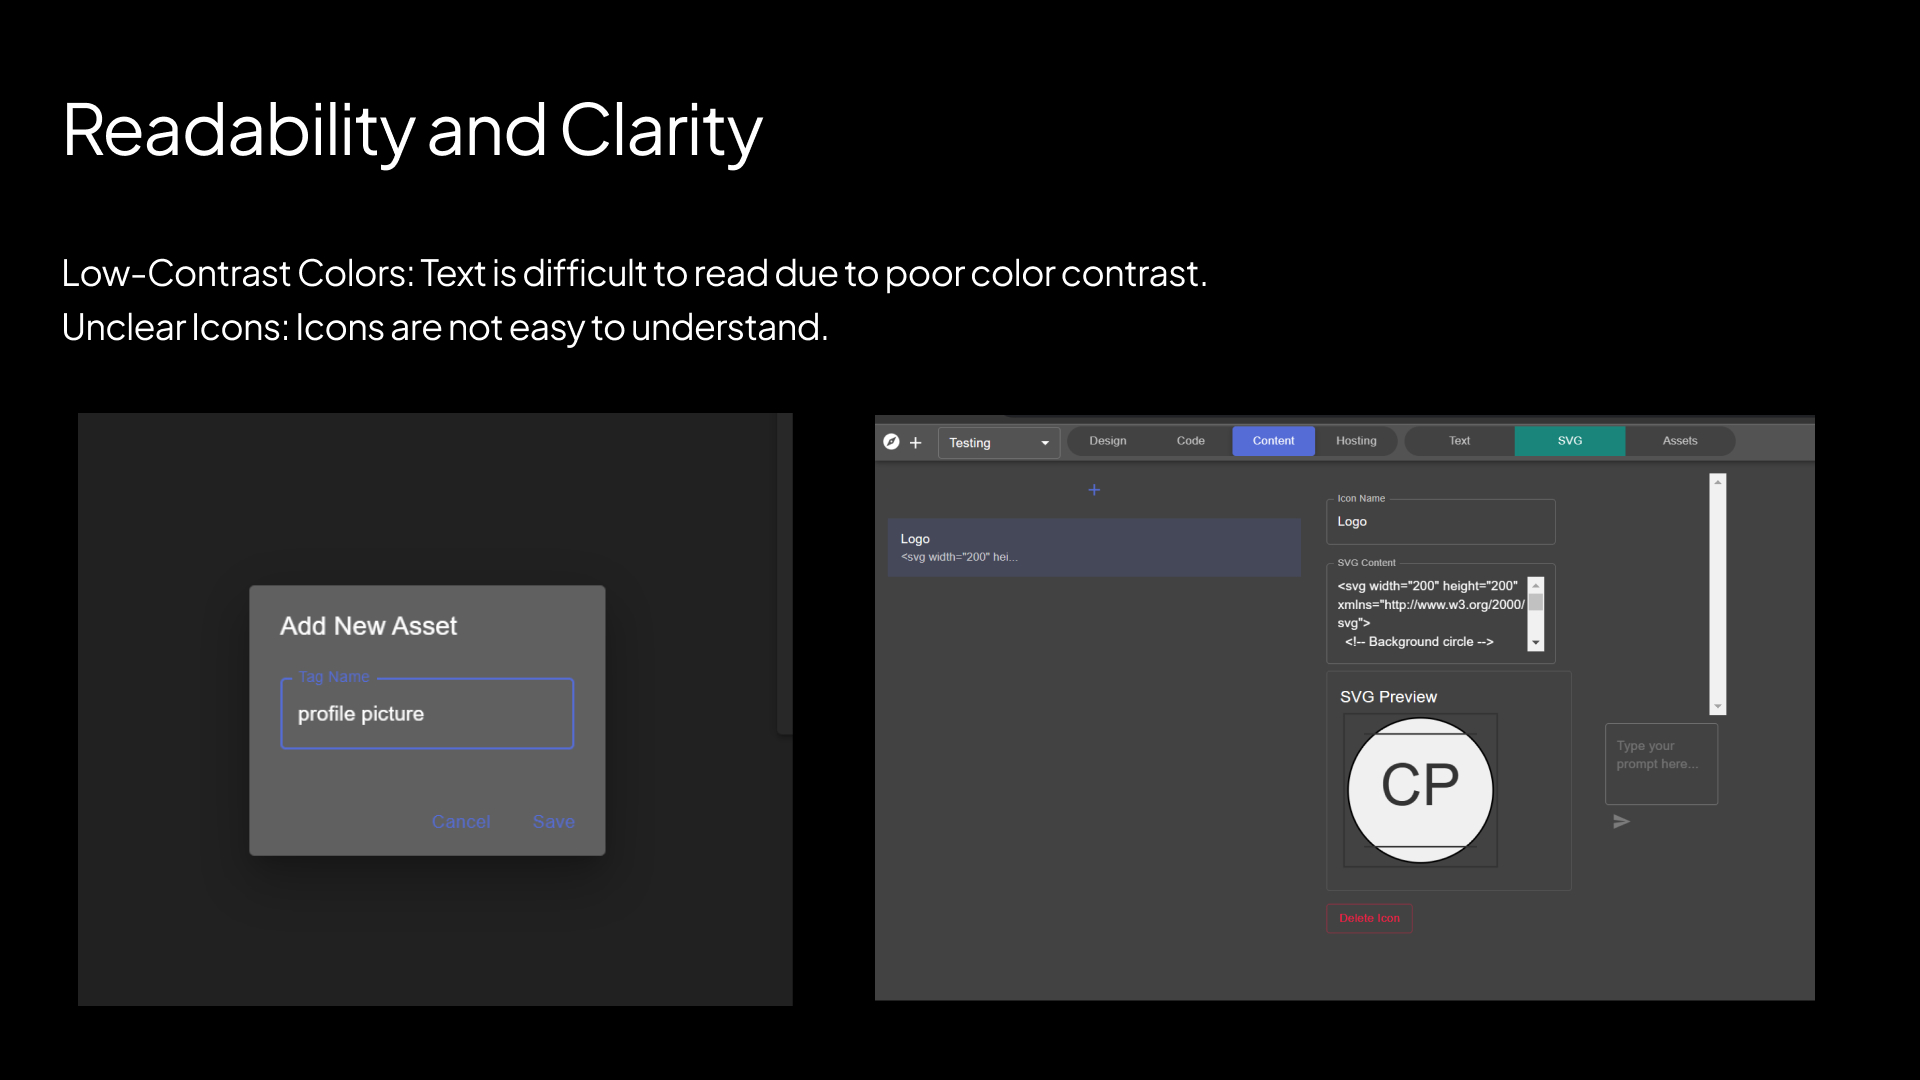 Readability and Clarity
Low-Contrast Colors: Text is difficult to read due to poor color contrast.
Unclear Icons: Icons are not easy to understand.
Add New Asset
Tag Name
profile picture
Cancel Save
Testing Design Code Content Hosting Text SVG Assets
Logo
<svg width="200" hei...
Icon Name
Logo
SVG Content
<svg width="200" height="200"
xmlns="http://www.w3.org/2000/
svg">
<!-- Background circle -->
SVG Preview
CP
Type your
prompt here...
Delete Icon